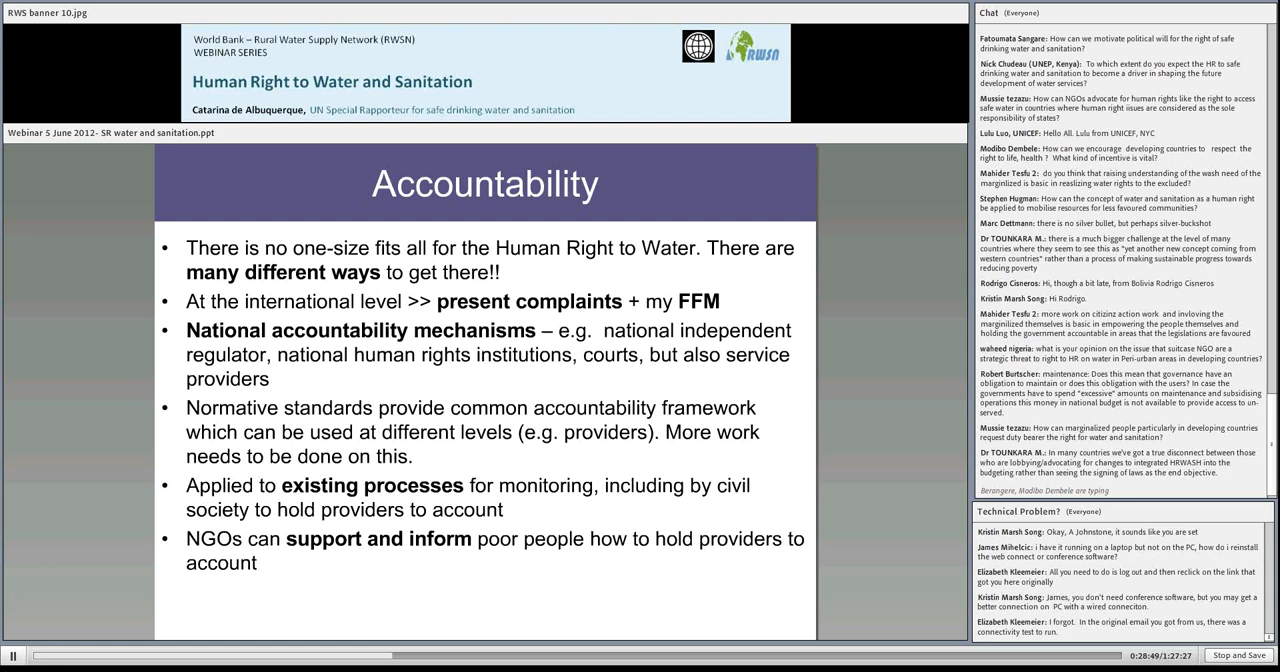 RWS banner 10.jpg
World Bank – Rural Water Supply Network (RWSN)
WEBINAR SERIES
RWSN
Human Right to Water and Sanitation
Catarina de Albuquerque, UN Special Rapporteur for safe drinking water and sanitation
Webinar 5 June 2012- SR water and sanitation.ppt
Accountability
• There is no one-size fits all for the Human Right to Water. There are
many different ways to get there!!
• At the international level >> present complaints + my FFM
• National accountability mechanisms – e.g. national independent
regulator, national human rights institutions, courts, but also service
providers
• Normative standards provide common accountability framework
which can be used at different levels (e.g. providers). More work
needs to be done on this.
• Applied to existing processes for monitoring, including by civil
society to hold providers to account
• NGOs can support and inform poor people how to hold providers to
account
Chat (Everyone)
Fatoumata Sangare: How can we motivate political will for the right of safe
drinking water and sanitation?
Nick Chudeau (UNEP, Kenya): To which extent do you expect the HR to safe
drinking water and sanitation to become a driver in shaping the future
development of water services?
Mussie tezazu: How can NGOs advocate for human rights like the right to access
safe water in countries where human right iisues are considered as the sole
responsibility of states?
Lulu Luo, UNICEF: Hello All. Lulu from UNICEF, NYC
Modibo Dembele: How can we encourage developing countries to respect the
right to life, health ? What kind of incentive is vital?
Mahider Tesfu 2: do you think that raising understanding of the wash need of the
marginlized is basic in reaslizing water rights to the excluded?
Stephen Hugman: How can the concept of water and sanitation as a human right
be applied to mobilise resources for less favoured communities?
Marc Dettmann: there is no silver bullet, but perhaps silver-buckshot
Dr TOUNKARA M.: there is a much bigger challenge at the level of many
countries where they seem to see this as "yet another new concept coming from
western countries" rather than a process of making sustainable progress towards
reducing poverty
Rodrigo Cisneros: Hi, though a bit late, from Bolivia Rodrigo Cisneros
Kristin Marsh Song: Hi Rodrigo.
Mahider Tesfu 2: more work on citizinz action work and invloving the
marginilized themselves is basic in empowering the people themselves and
holding the government accountable in areas that the legislations are favoured
waheed nigeria: what is your opinion on the issue that suitcase NGO are a
strategic threat to right to HR on water in Peri-urban areas in developing countries?
Robert Burtscher: maintenance: Does this mean that governance have an
obligation to maintain or does this obligation with the users? In case the
governments have to spend "excessive" amounts on maintenance and subsidising
operations this money in national budget is not available to provide access to un-
served.
Mussie tezazu: How can marginalized people particularly in developing countries
request duty bearer the right for water and sanitation?
Dr TOUNKARA M.: In many countries we've got a true disconnect between those
who are lobbying/advocating for changes to integrated HRWASH into the
budgeting rather than seeing the signing of laws as the end objective.
Berangere, Modibo Dembele are typing
Technical Problem? (Everyone)
Kristin Marsh Song: Okay, A Johnstone, it sounds like you are set
James Mihelcic: i have it running on a laptop but not on the PC, how do i reinstall
the web connect or conference software?
Elizabeth Kleemeier: All you need to do is log out and then reclick on the link that
got you here originally
Kristin Marsh Song: James, you don't need conference software, but you may get a
better connection on PC with a wired conneciton.
Elizabeth Kleemeier: I forgot. In the original email you got from us, there was a
connectivity test to run.
0:28:49/1:27:27
Stop and Save